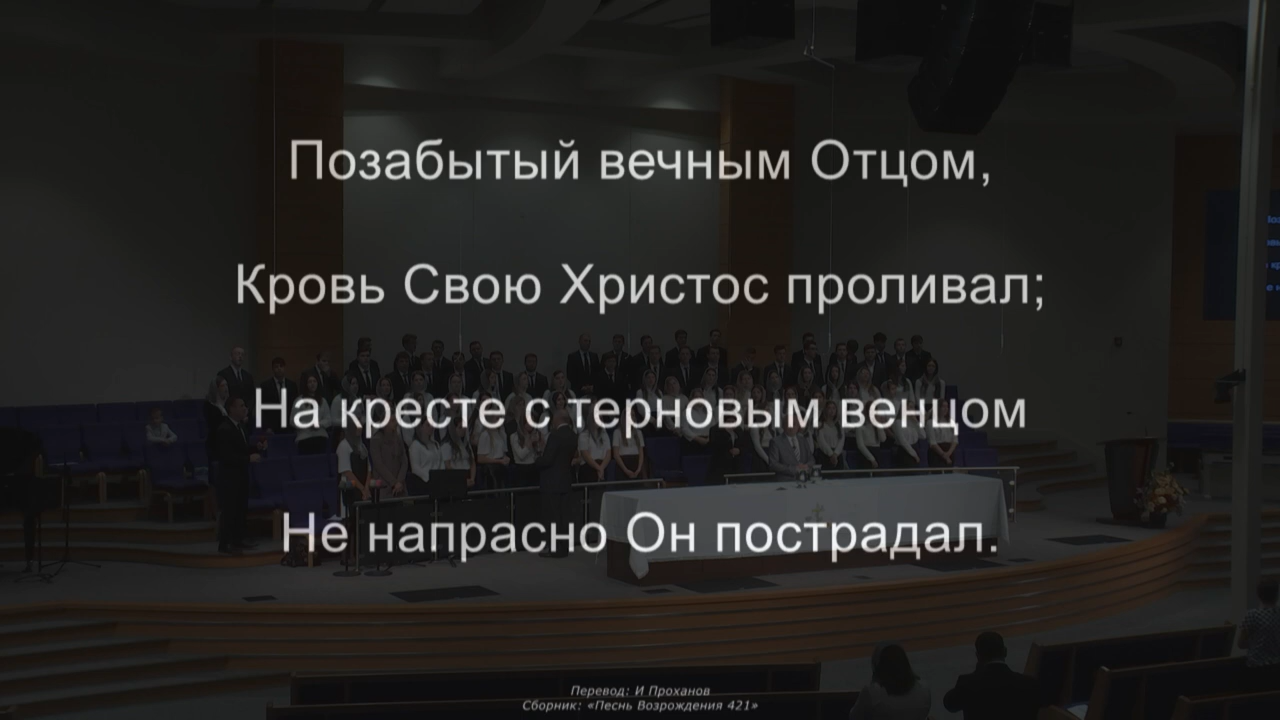 Позабытый вечным Отцом,
Кровь Свою Христос проливал;
На кресте с терновым венцом
Не напрасно Он пострадал.
Перевод: И Проханов
Сборник: «Песнь Возрождения 421»